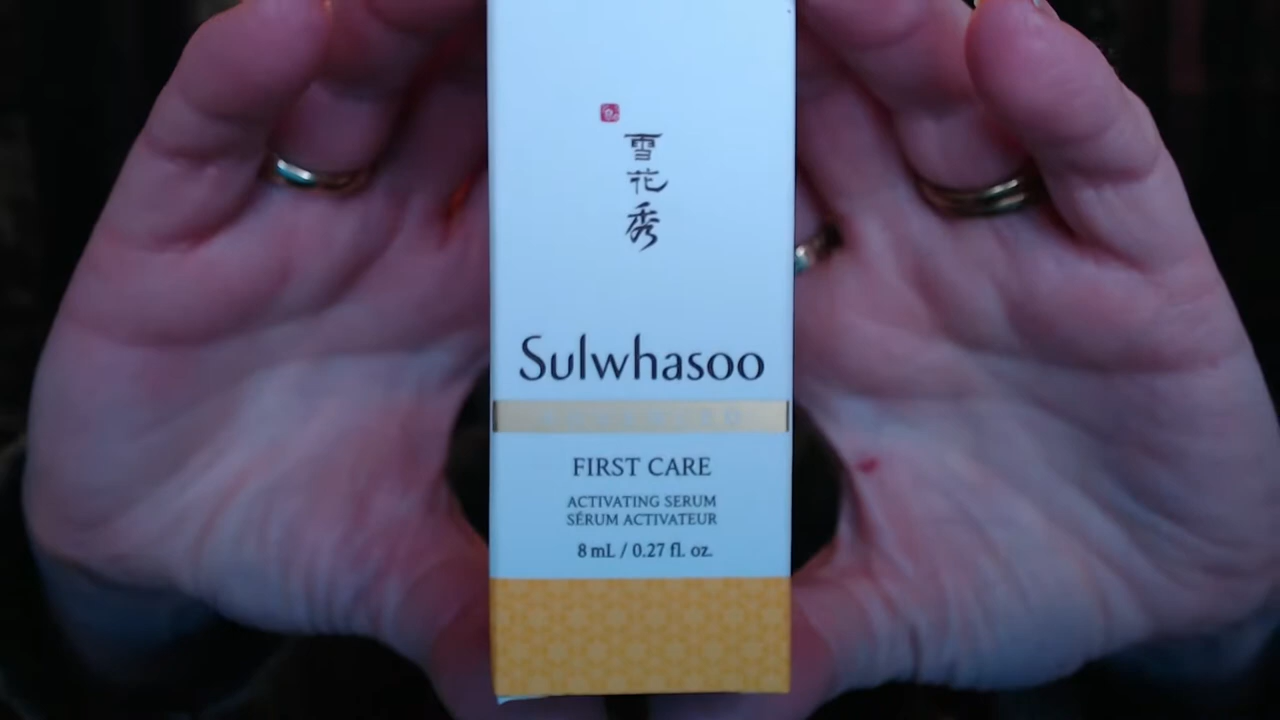 雪
花
秀
Sulwhasoo
FIRST CARE
ACTIVATING SERUM
SÉRUM ACTIVATEUR
8 mL / 0.27 fl. oz.